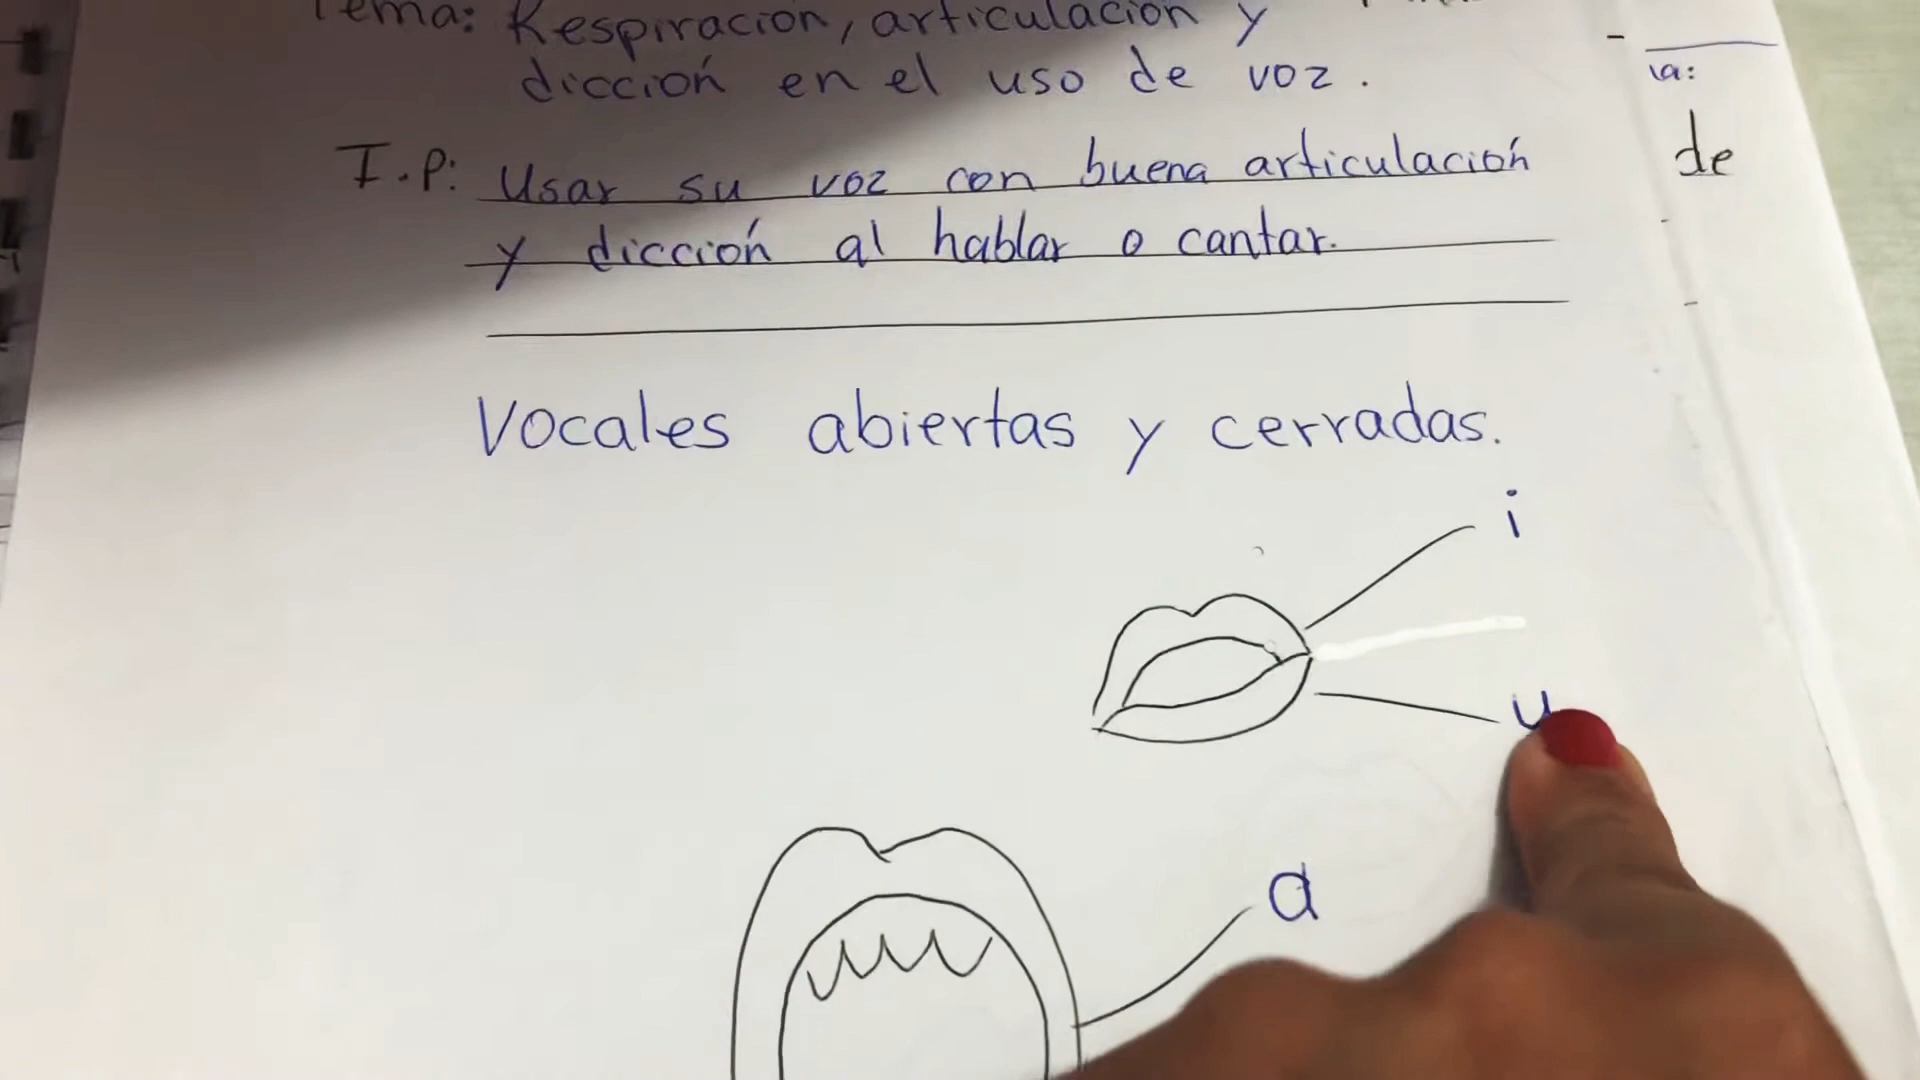 Tema: Respiración, articulación y
dicción en el uso de voz.
I.P: Usar su voz con buena articulación
y dicción al hablar o cantar.
Vocales abiertas y cerradas.
i
u
a
ia:
de